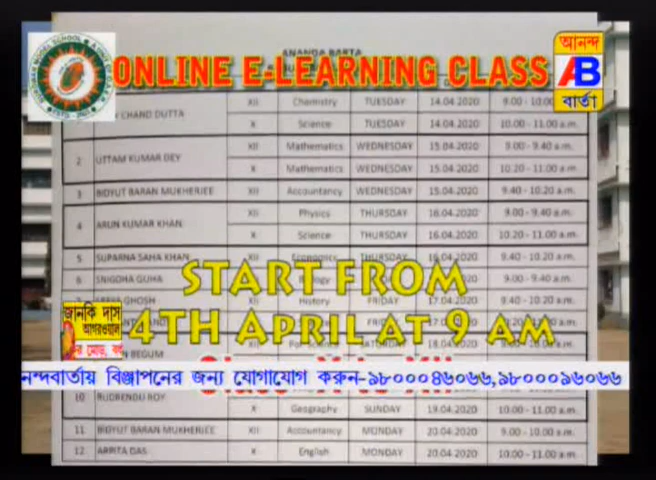 ANANDA BARTA
ONLINE E-LEARNING CLASS
আনন্দ
AB
বার্তা
CHAND DUTTA XII Chemistry TUESDAY 14.04.2020 9.00 - 10.00
X Science TUESDAY 14.04.2020 10.00 - 11.00 a.m.
2 UTTAM KUMAR DEY XII Mathematics WEDNESDAY 15.04.2020 9.00 - 9.40 a.m.
X Mathematics WEDNESDAY 15.04.2020 10.20 - 11.00 a.m.
3 BIDYUT BARAN MUKHERJEE XII Accountancy WEDNESDAY 15.04.2020 9.40 - 10.20 a.m.
4 ARUN KUMAR KHAN XII Physics THURSDAY 16.04.2020 9.00 - 9.40 a.m.
X Science THURSDAY 16.04.2020 10.20 - 11.00 a.m.
5 SUPARNA SAHA KHAN XII Economics THURSDAY 16.04.2020 9.40 - 10.20 a.m.
6 SNIGDHA GUHA 9.00 - 9.40 a.m.
START FROM
GHOSH XII History FRIDAY 17.04.2020 9.40 - 10.20 a.m.
4TH APRIL AT 9 AM
জানকি দাস
আগরওয়াল
BEGUM SATURDAY 18.04.2020
নন্দবার্তায় বিজ্ঞাপনের জন্য যোগাযোগ করুন-৯৮০০০৪৬০৬৬,৯৮০০০৯৬০৬৬
10 RUDRENDU ROY
X Geography SUNDAY 19.04.2020 10.00 - 11.00 a.m.
11 BIDYUT BARAN MUKHERJEE XII Accountancy MONDAY 20.04.2020 9.00 - 10.00 a.m.
12 ARPITA DAS X English MONDAY 20.04.2020 10.00 - 11.00 a.m.